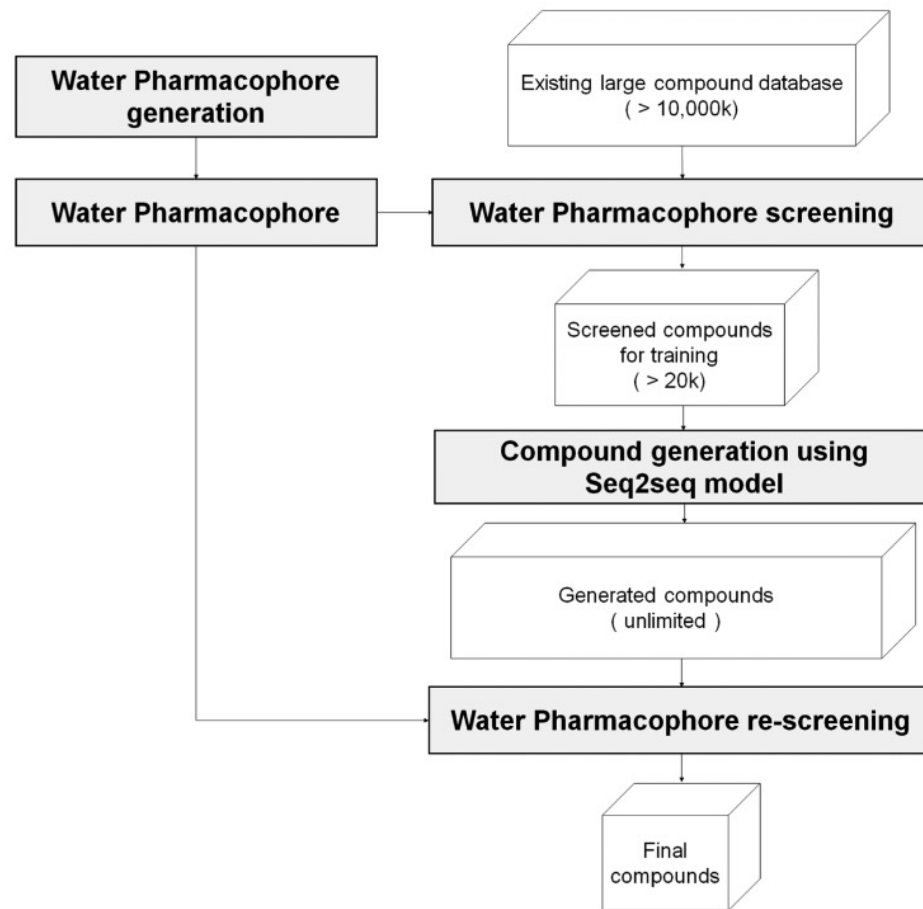 Water Pharmacophore
generation
Existing large compound database
( > 10,000k)
Water Pharmacophore
Water Pharmacophore screening
Screened compounds
for training
( > 20k)
Compound generation using
Seq2seq model
Generated compounds
( unlimited )
Water Pharmacophore re-screening
Final
compounds